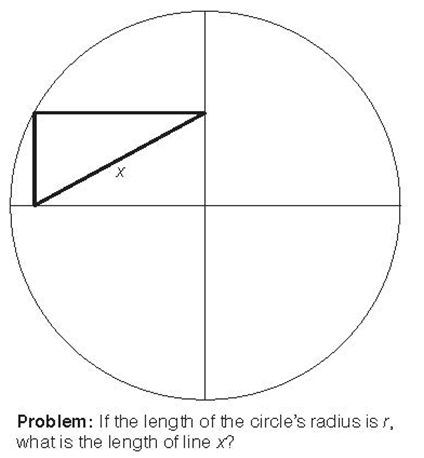 x
Problem: If the length of the circle's radius is r,
what is the length of line x?